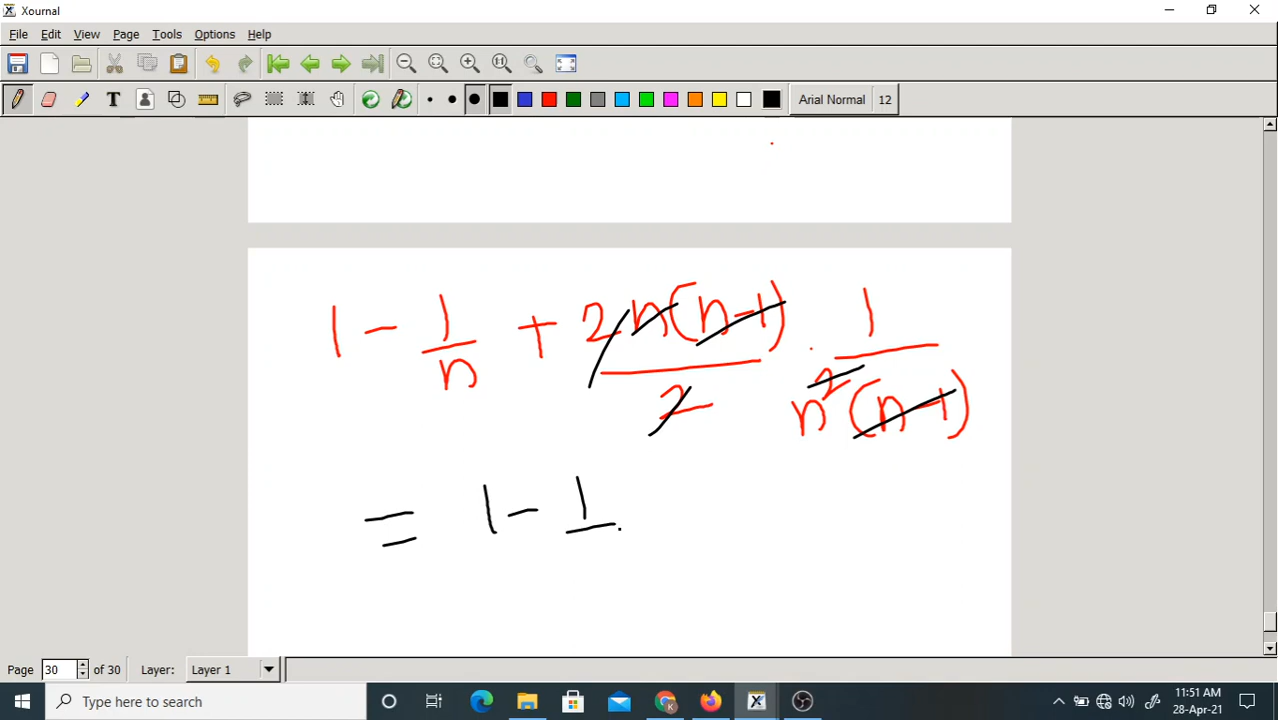 Xournal
File Edit View Page Tools Options Help
T Arial Normal 12
1 - 1/n + 2n(n-1)/2 . 1/n²(n-1)
= 1 - 1
Page 30 of 30 Layer: Layer 1
Type here to search 11:51 AM
28-Apr-21